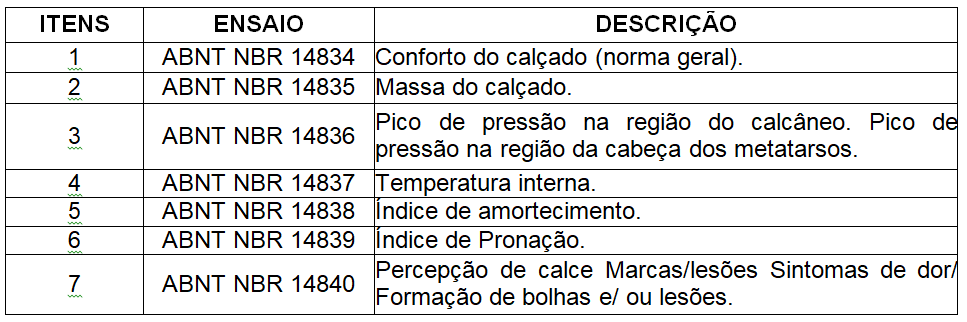 ITENS ENSAIO DESCRIÇÃO
1 ABNT NBR 14834 Conforto do calçado (norma geral).
2 ABNT NBR 14835 Massa do calçado.
3 ABNT NBR 14836 Pico de pressão na região do calcâneo. Pico de
pressão na região da cabeça dos metatarsos.
4 ABNT NBR 14837 Temperatura interna.
5 ABNT NBR 14838 Índice de amortecimento.
6 ABNT NBR 14839 Índice de Pronação.
7 ABNT NBR 14840 Percepção de calce Marcas/lesões Sintomas de dor/
Formação de bolhas e/ ou lesões.